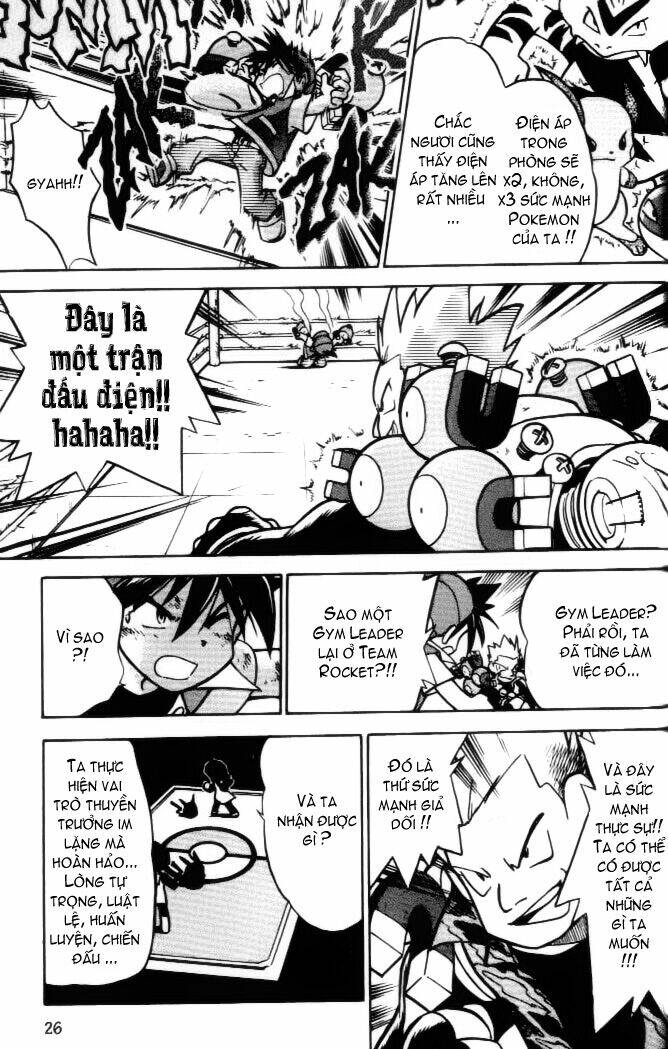 Điện áp
trong
phòng sẽ
x2, không,
x3 sức mạnh
Pokemon
của ta !!
Chắc
ngươi cũng
thấy điện
áp tăng lên
rất nhiều
...
ZAK
ZAK
gyahh!!
Đây là
một trận
đấu điện!!
hahaha!!
Gym Leader?
Phải rồi, ta
đã từng làm
việc đó...
Sao một
Gym Leader
lại ở Team
Rocket?!!
Vì sao
?!
Và đây
là sức
mạnh
thực sự!!
Ta có thể
có được
tất cả
những
gì ta
muốn
!!!
Đó là
thứ sức
mạnh giả
dối !!
Và ta
nhận được
gì ?
Ta thực
hiện vai
trò thuyền
trưởng im
lặng mà
hoàn hảo...
Lòng tự
trọng, luật
lệ, huấn
luyện, chiến
đấu ...
26